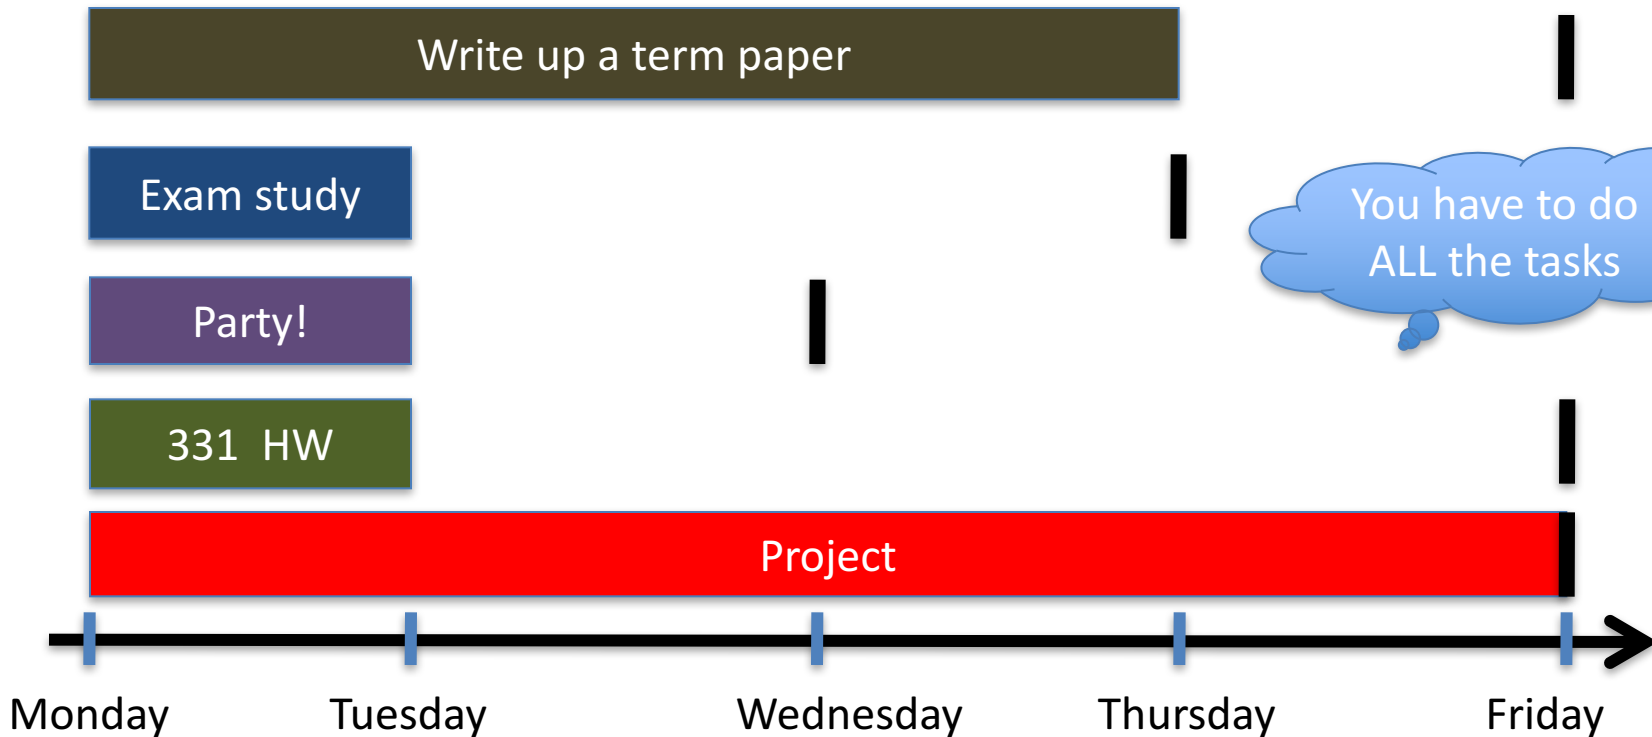 Write up a term paper
Exam study
You have to do
ALL the tasks
Party!
331 HW
Project
Monday Tuesday Wednesday Thursday Friday